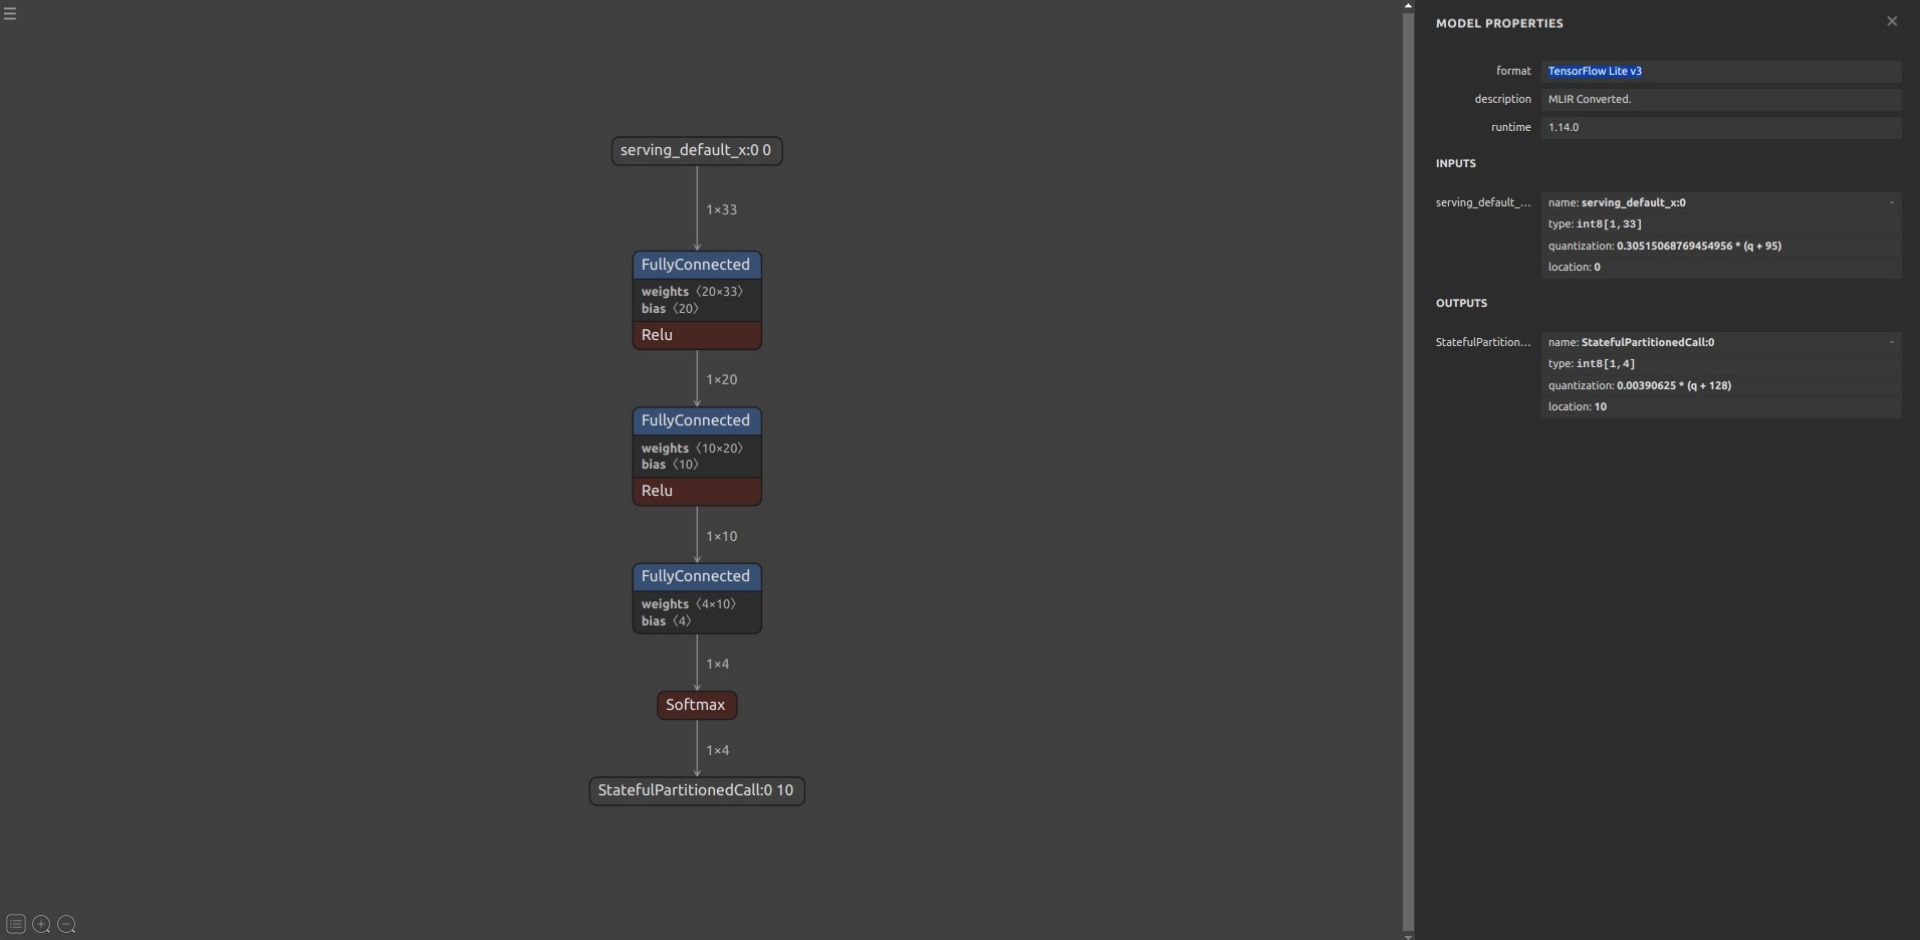 serving_default_x:0 0
1×33
FullyConnected
weights 〈20×33〉
bias 〈20〉
Relu
1×20
FullyConnected
weights 〈10×20〉
bias 〈10〉
Relu
1×10
FullyConnected
weights 〈4×10〉
bias 〈4〉
1×4
Softmax
1×4
StatefulPartitionedCall:0 10
MODEL PROPERTIES
format TensorFlow Lite v3
description MLIR Converted.
runtime 1.14.0
INPUTS
serving_default_... name: serving_default_x:0 -
type: int8[1,33]
quantization: 0.30515068769454956 * (q + 95)
location: 0
OUTPUTS
StatefulPartition... name: StatefulPartitionedCall:0 -
type: int8[1,4]
quantization: 0.00390625 * (q + 128)
location: 10